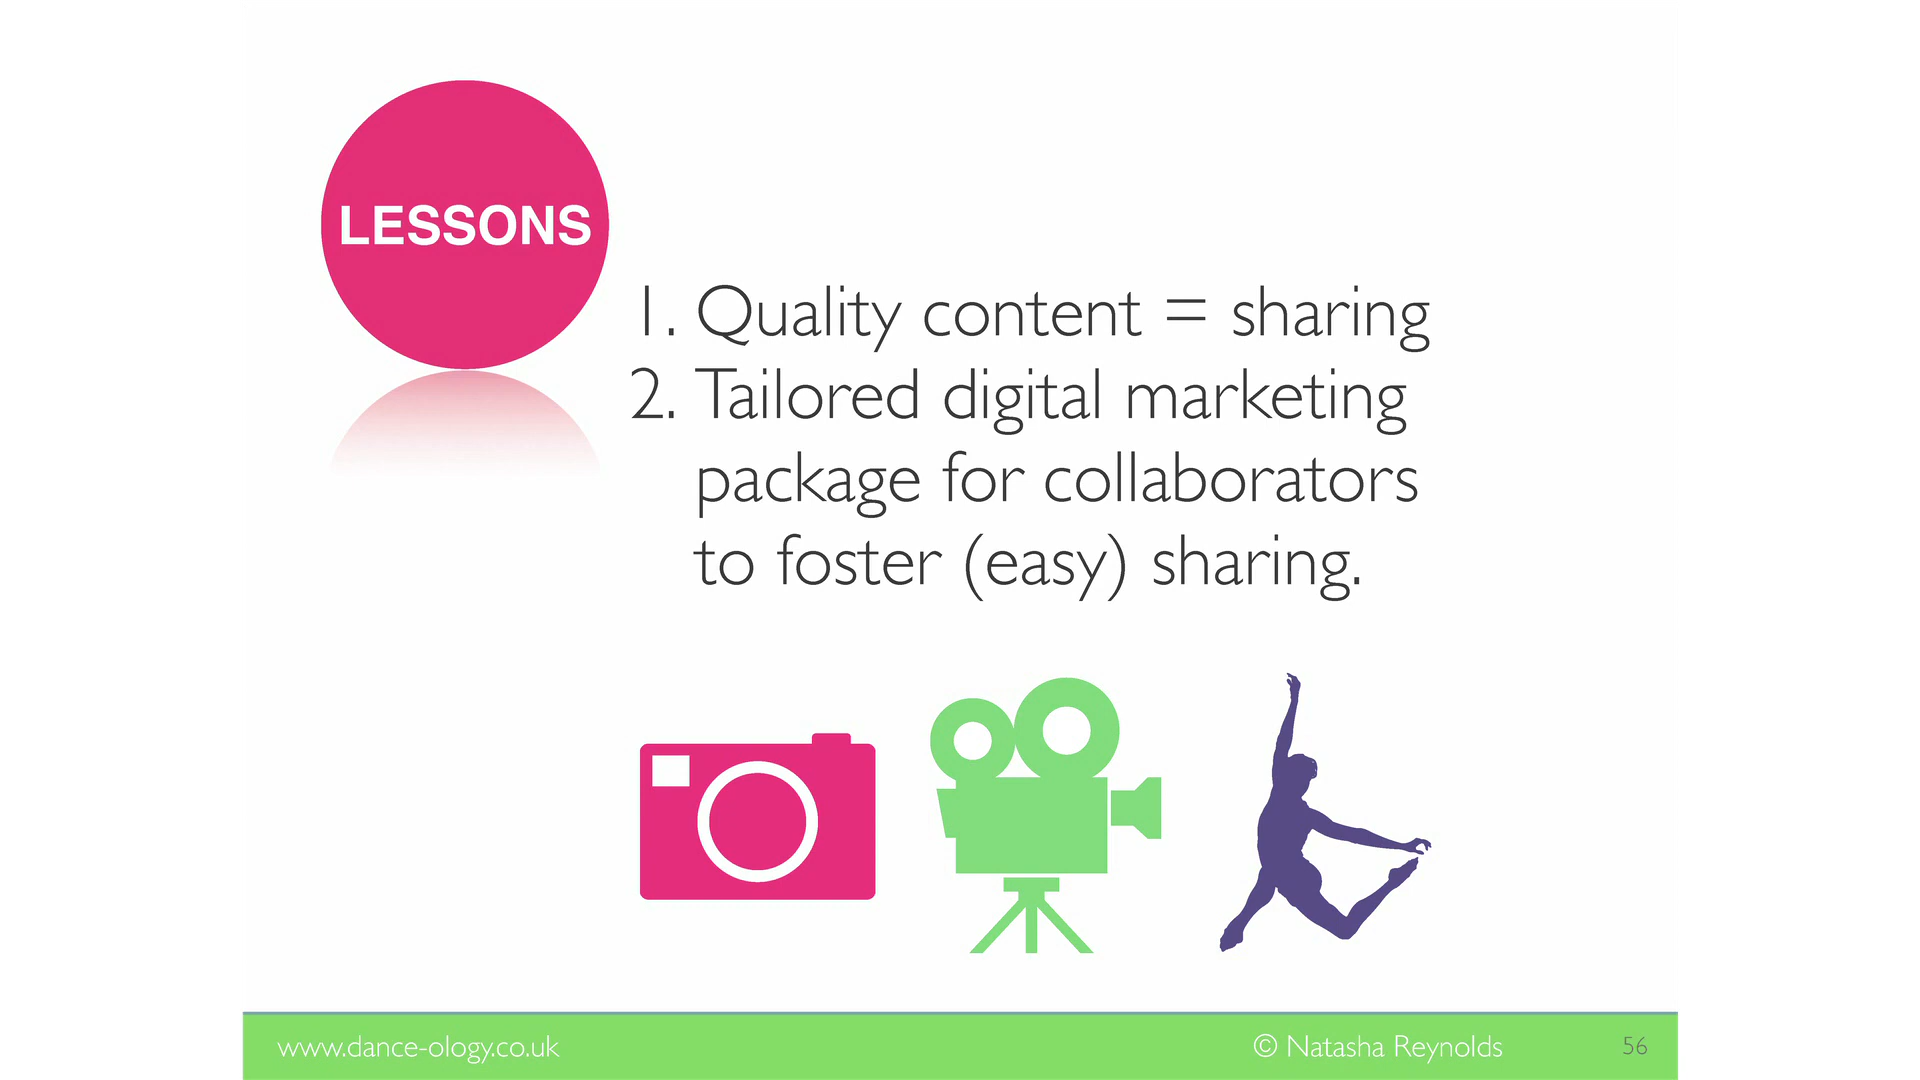 LESSONS
1. Quality content = sharing
2. Tailored digital marketing
package for collaborators
to foster (easy) sharing.
www.dance-ology.co.uk
© Natasha Reynolds
56